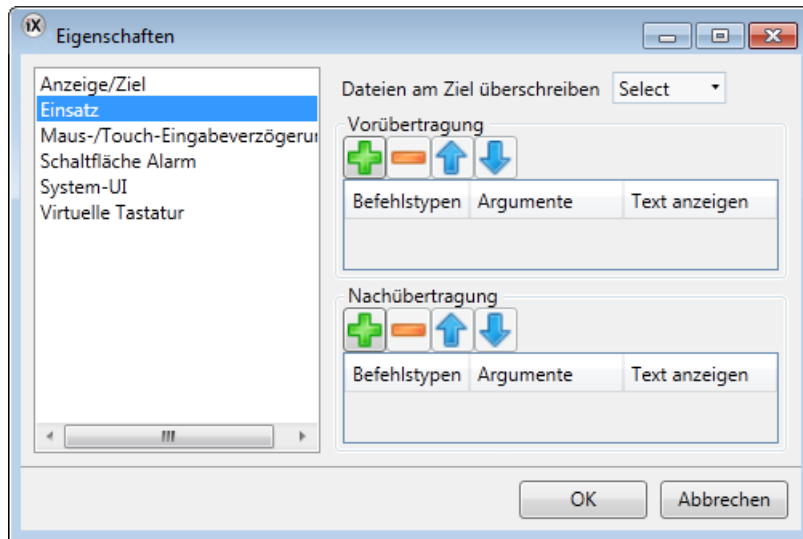 iX Eigenschaften
Anzeige/Ziel
Einsatz
Maus-/Touch-Eingabeverzögerur
Schaltfläche Alarm
System-UI
Virtuelle Tastatur
Dateien am Ziel überschreiben Select
Vorübertragung
Befehlstypen Argumente Text anzeigen
Nachübertragung
Befehlstypen Argumente Text anzeigen
OK Abbrechen